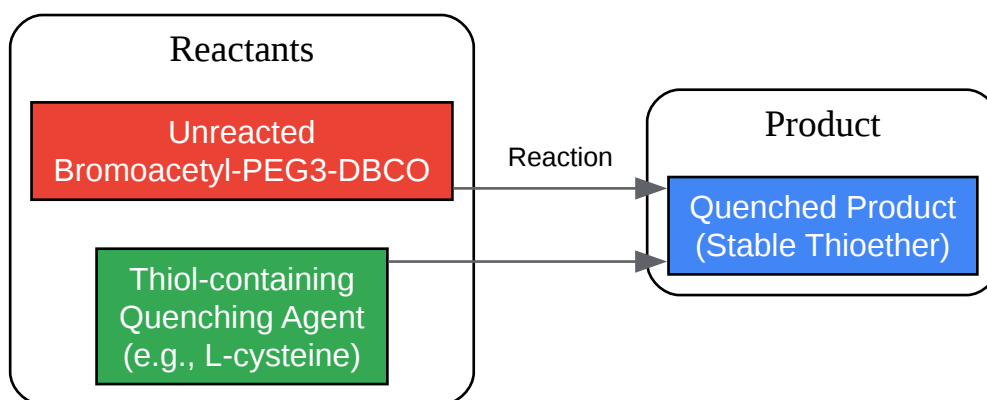 Reactants
Unreacted
Bromoacetyl-PEG3-DBCO
Thiol-containing
Quenching Agent
(e.g., L-cysteine)
Reaction
Product
Quenched Product
(Stable Thioether)